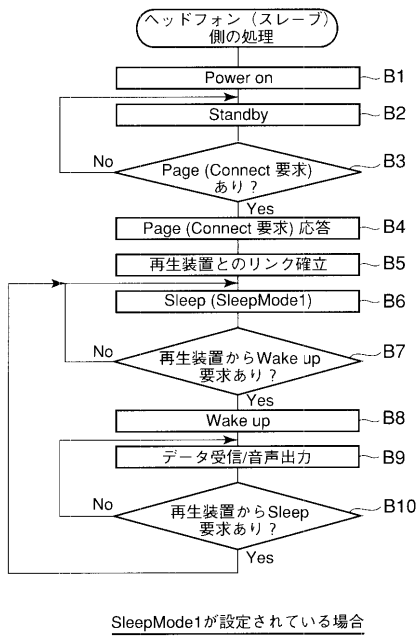 ヘッドフォン（スレーブ）
側の処理
Power on
B1
Standby
B2
Page (Connect 要求)
あり？
B3
No
Yes
Page (Connect 要求) 応答
B4
再生装置とのリンク確立
B5
Sleep (SleepMode1)
B6
再生装置からWake up
要求あり？
B7
No
Yes
Wake up
B8
データ受信/音声出力
B9
再生装置からSleep
要求あり？
B10
No
Yes
SleepMode1が設定されている場合